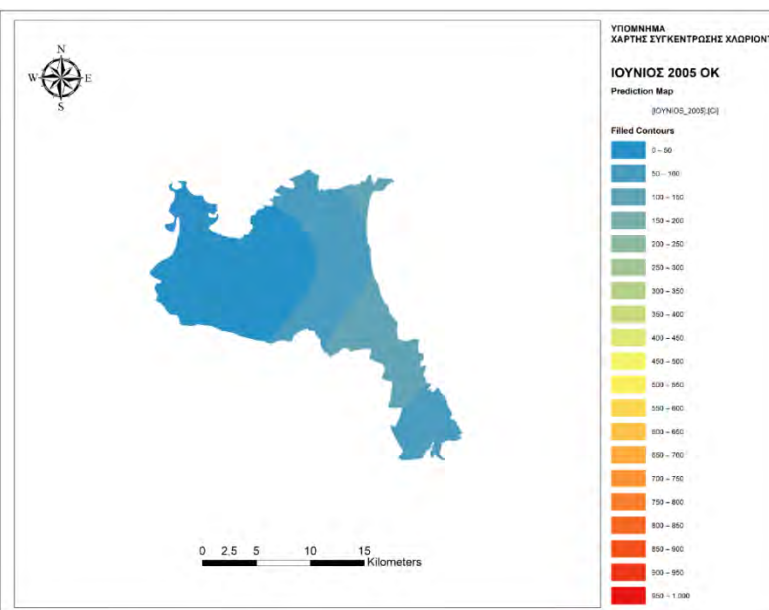 N
W E
S
0 2,5 5 10 15
Kilometers
ΥΠΟΜΝΗΜΑ
ΧΑΡΤΗΣ ΣΥΓΚΕΝΤΡΩΣΗΣ ΧΛΩΡΙΟΝΤ
ΙΟΥΝΙΟΣ 2005 OK
Prediction Map
[IOYNIOS_2005].[Cl]
Filled Contours
0 – 50
50 – 100
100 – 150
150 – 200
200 – 250
250 – 300
300 – 350
350 – 400
400 – 450
450 – 500
500 – 550
550 – 600
600 – 650
650 – 700
700 – 750
750 – 800
800 – 850
850 – 900
900 – 950
950 – 1.000